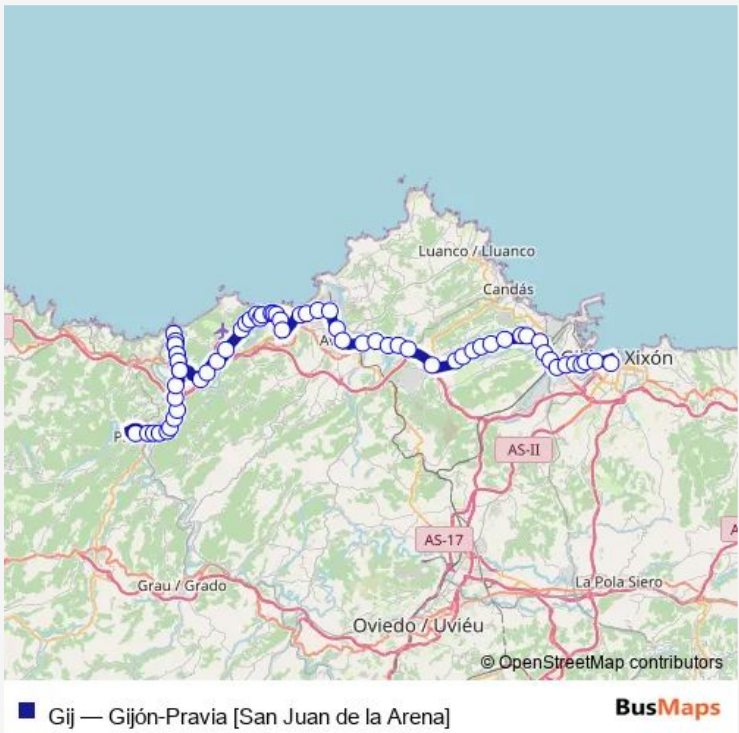 Luanco / Lluanco
Candás
Xixón
AS-II
AS-17
Grau / Grado
La Pola Siero
Oviedo / Uviéu
© OpenStreetMap contributors
Gij — Gijón-Pravia [San Juan de la Arena]
BusMaps